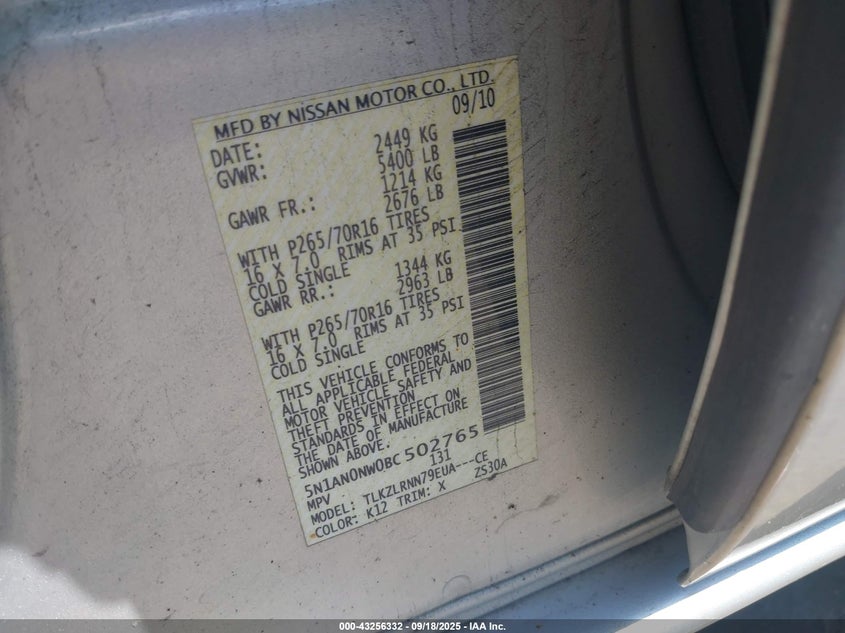 MFD BY NISSAN MOTOR CO., LTD.
DATE: 09/10
GVWR: 2449 KG
5400 LB
GAWR FR.: 1214 KG
2676 LB
WITH P265/70R16 TIRES
16 X 7.0 RIMS AT 35 PSI
COLD SINGLE
GAWR RR.: 1344 KG
2963 LB
WITH P265/70R16 TIRES
16 X 7.0 RIMS AT 35 PSI
COLD SINGLE
THIS VEHICLE CONFORMS TO
ALL APPLICABLE FEDERAL
MOTOR VEHICLE SAFETY AND
THEFT PREVENTION
STANDARDS IN EFFECT ON
THE DATE OF MANUFACTURE
SHOWN ABOVE.
5N1AN0NW0BC502765
MPV 131
MODEL: TLKZLRNN79EUA---CE
COLOR: K12 TRIM: X ZS30A
000-43256332 - 09/18/2025 - IAA Inc.